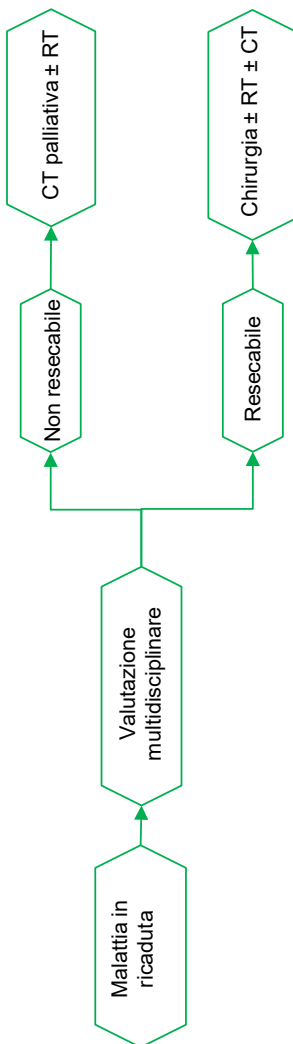 Malattia in
ricaduta
Valutazione
multidisciplinare
Non resecabile
CT palliativa ± RT
Resecabile
Chirurgia ± RT ± CT